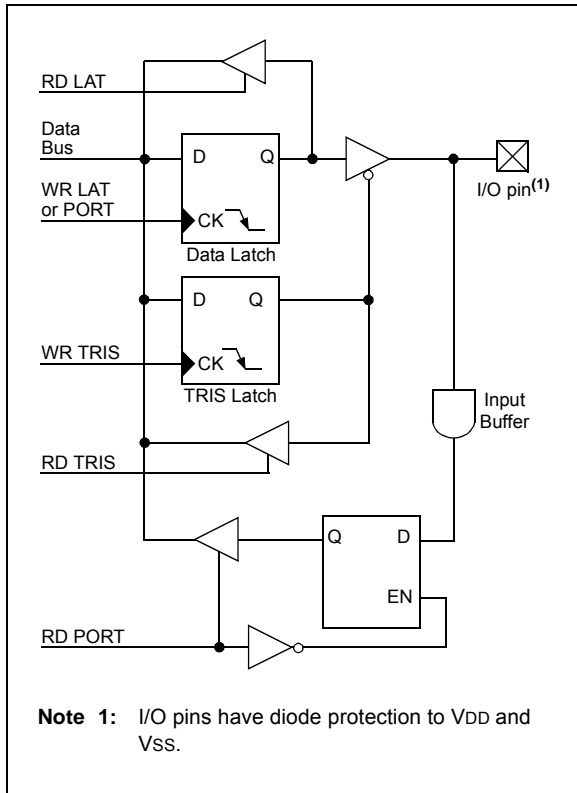 RD LAT
Data
Bus
D Q
I/O pin(1)
WR LAT
or PORT
CK
Data Latch
D Q
WR TRIS
CK
TRIS Latch
Input
Buffer
RD TRIS
Q D
EN
RD PORT
Note 1: I/O pins have diode protection to VDD and
VSS.